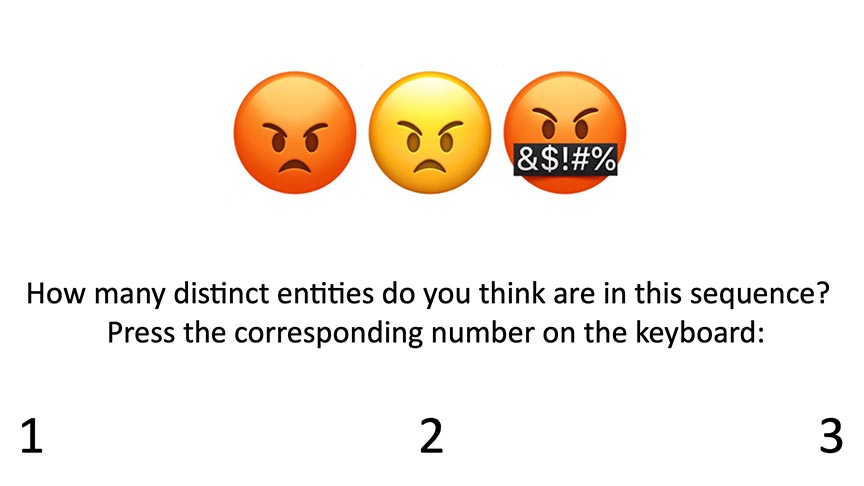 &$!#%
How many distinct entities do you think are in this sequence?
Press the corresponding number on the keyboard:
1 2 3